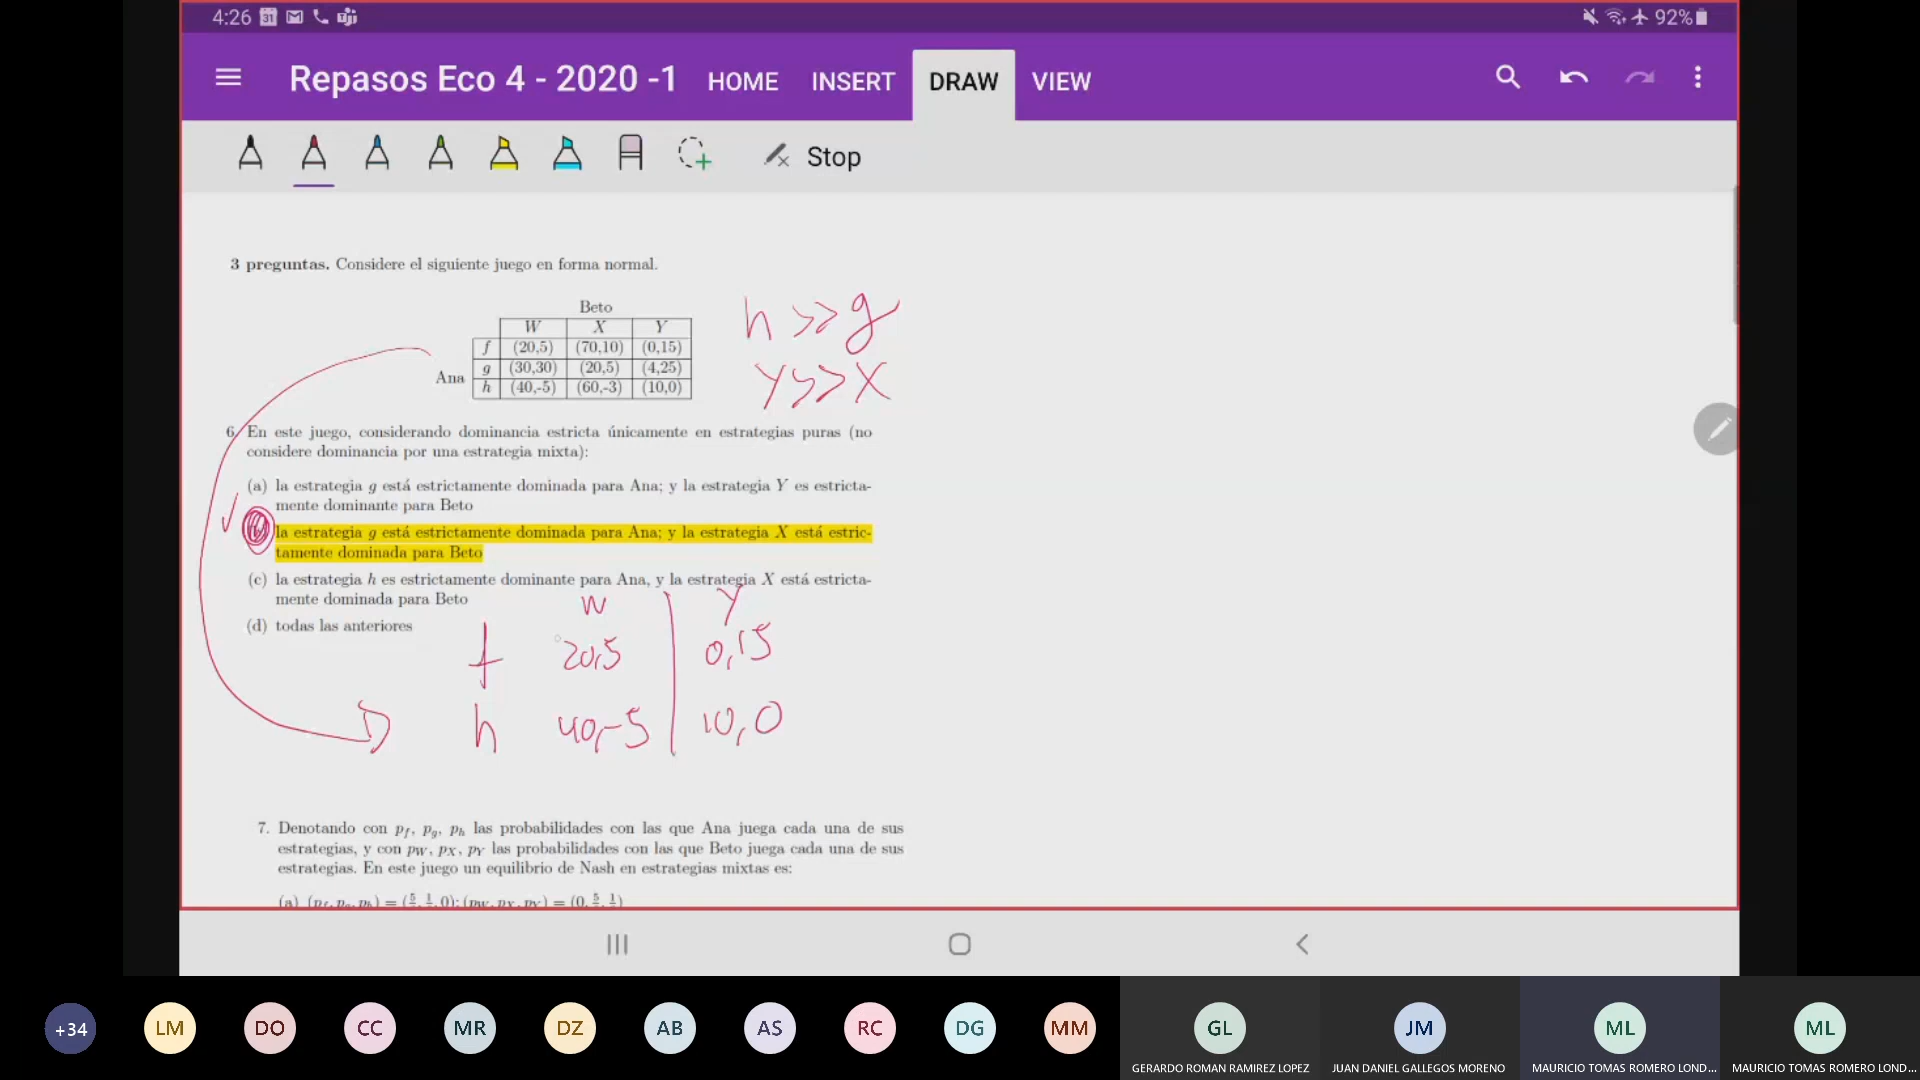 4:26 31 92%
Repasos Eco 4 - 2020 -1 HOME INSERT DRAW VIEW
Stop
3 preguntas. Considere el siguiente juego en forma normal.
Beto
W X Y
f (20,5) (70,10) (0,15)
g (30,30) (20,5) (4,25)
Ana
h (40,-5) (60,-3) (10,0)
h >> g
Y >> X
6. En este juego, considerando dominancia estricta únicamente en estrategias puras (no
considere dominancia por una estrategia mixta):
(a) la estrategia g está estrictamente dominada para Ana; y la estrategia Y es estricta-
mente dominante para Beto
la estrategia g está estrictamente dominada para Ana; y la estrategia X está estric-
tamente dominada para Beto
(c) la estrategia h es estrictamente dominante para Ana, y la estrategia X está estricta-
mente dominada para Beto
(d) todas las anteriores
W Y
f 20,5 0,15
h 40,-5 10,0
7. Denotando con pf, pg, ph las probabilidades con las que Ana juega cada una de sus
estrategias, y con pW, pX, pY las probabilidades con las que Beto juega cada una de sus
estrategias. En este juego un equilibrio de Nash en estrategias mixtas es:
+34 LM DO CC MR DZ AB AS RC DG MM GL JM ML ML
GERARDO ROMAN RAMIREZ LOPEZ JUAN DANIEL GALLEGOS MORENO MAURICIO TOMAS ROMERO LOND... MAURICIO TOMAS ROMERO LOND...